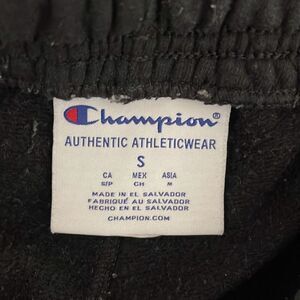 Champion®
AUTHENTIC ATHLETICWEAR
S
CA MEX ASIA
S/P CH M
MADE IN EL SALVADOR
FABRIQUÉ AU SALVADOR
HECHO EN EL SALVADOR
CHAMPION.COM